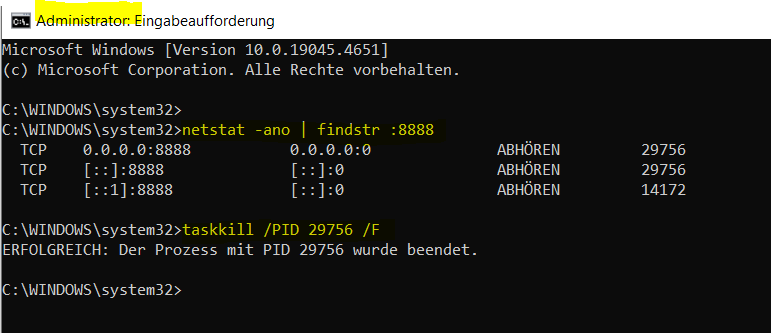 Administrator: Eingabeaufforderung
Microsoft Windows [Version 10.0.19045.4651]
(c) Microsoft Corporation. Alle Rechte vorbehalten.
C:\WINDOWS\system32>
C:\WINDOWS\system32>netstat -ano | findstr :8888
TCP    0.0.0.0:8888           0.0.0.0:0              ABHÖREN         29756
TCP    [::]:8888              [::]:0                 ABHÖREN         29756
TCP    [::1]:8888             [::]:0                 ABHÖREN         14172
C:\WINDOWS\system32>taskkill /PID 29756 /F
ERFOLGREICH: Der Prozess mit PID 29756 wurde beendet.
C:\WINDOWS\system32>